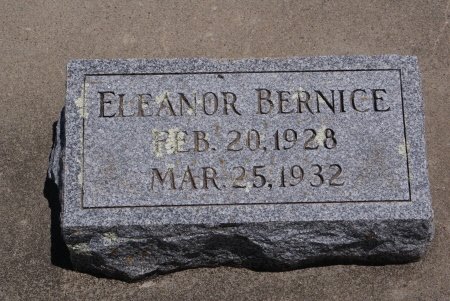 ELEANOR BERNICE
FEB. 20, 1928
MAR. 25, 1932